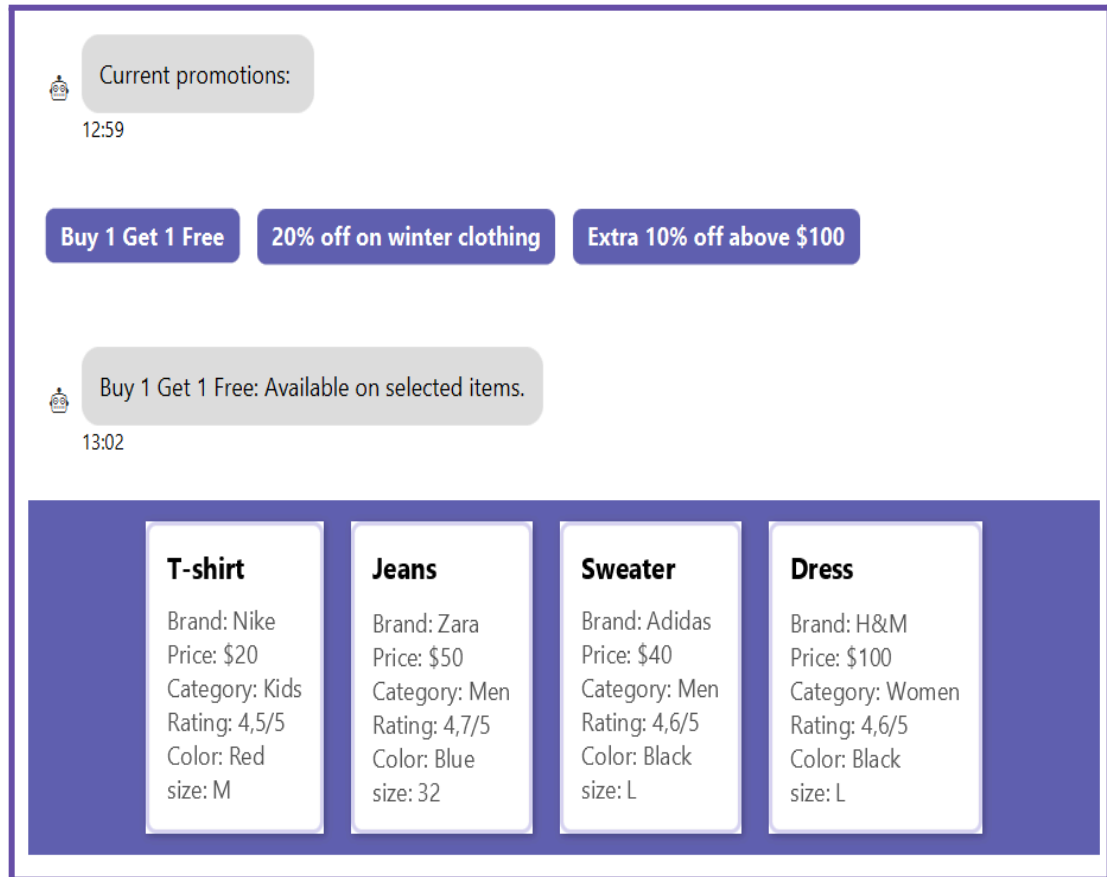 Current promotions:
12:59
Buy 1 Get 1 Free
20% off on winter clothing
Extra 10% off above $100
Buy 1 Get 1 Free: Available on selected items.
13:02
T-shirt
Brand: Nike
Price: $20
Category: Kids
Rating: 4,5/5
Color: Red
size: M
Jeans
Brand: Zara
Price: $50
Category: Men
Rating: 4,7/5
Color: Blue
size: 32
Sweater
Brand: Adidas
Price: $40
Category: Men
Rating: 4,6/5
Color: Black
size: L
Dress
Brand: H&M
Price: $100
Category: Women
Rating: 4,6/5
Color: Black
size: L